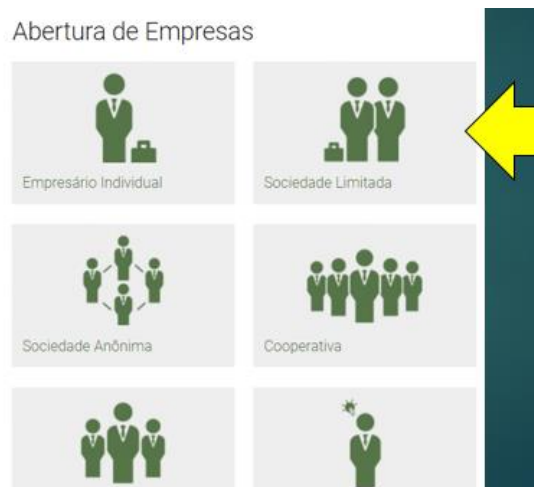 Abertura de Empresas
Empresário Individual
Sociedade Limitada
Sociedade Anônima
Cooperativa